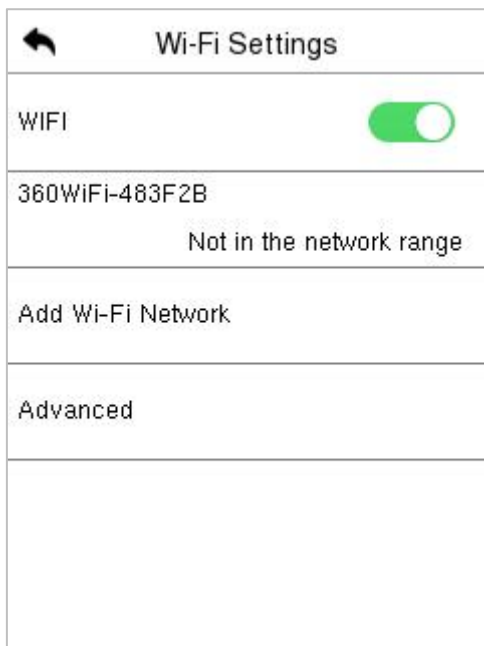 Wi-Fi Settings
WIFI
360WiFi-483F2B
Not in the network range
Add Wi-Fi Network
Advanced